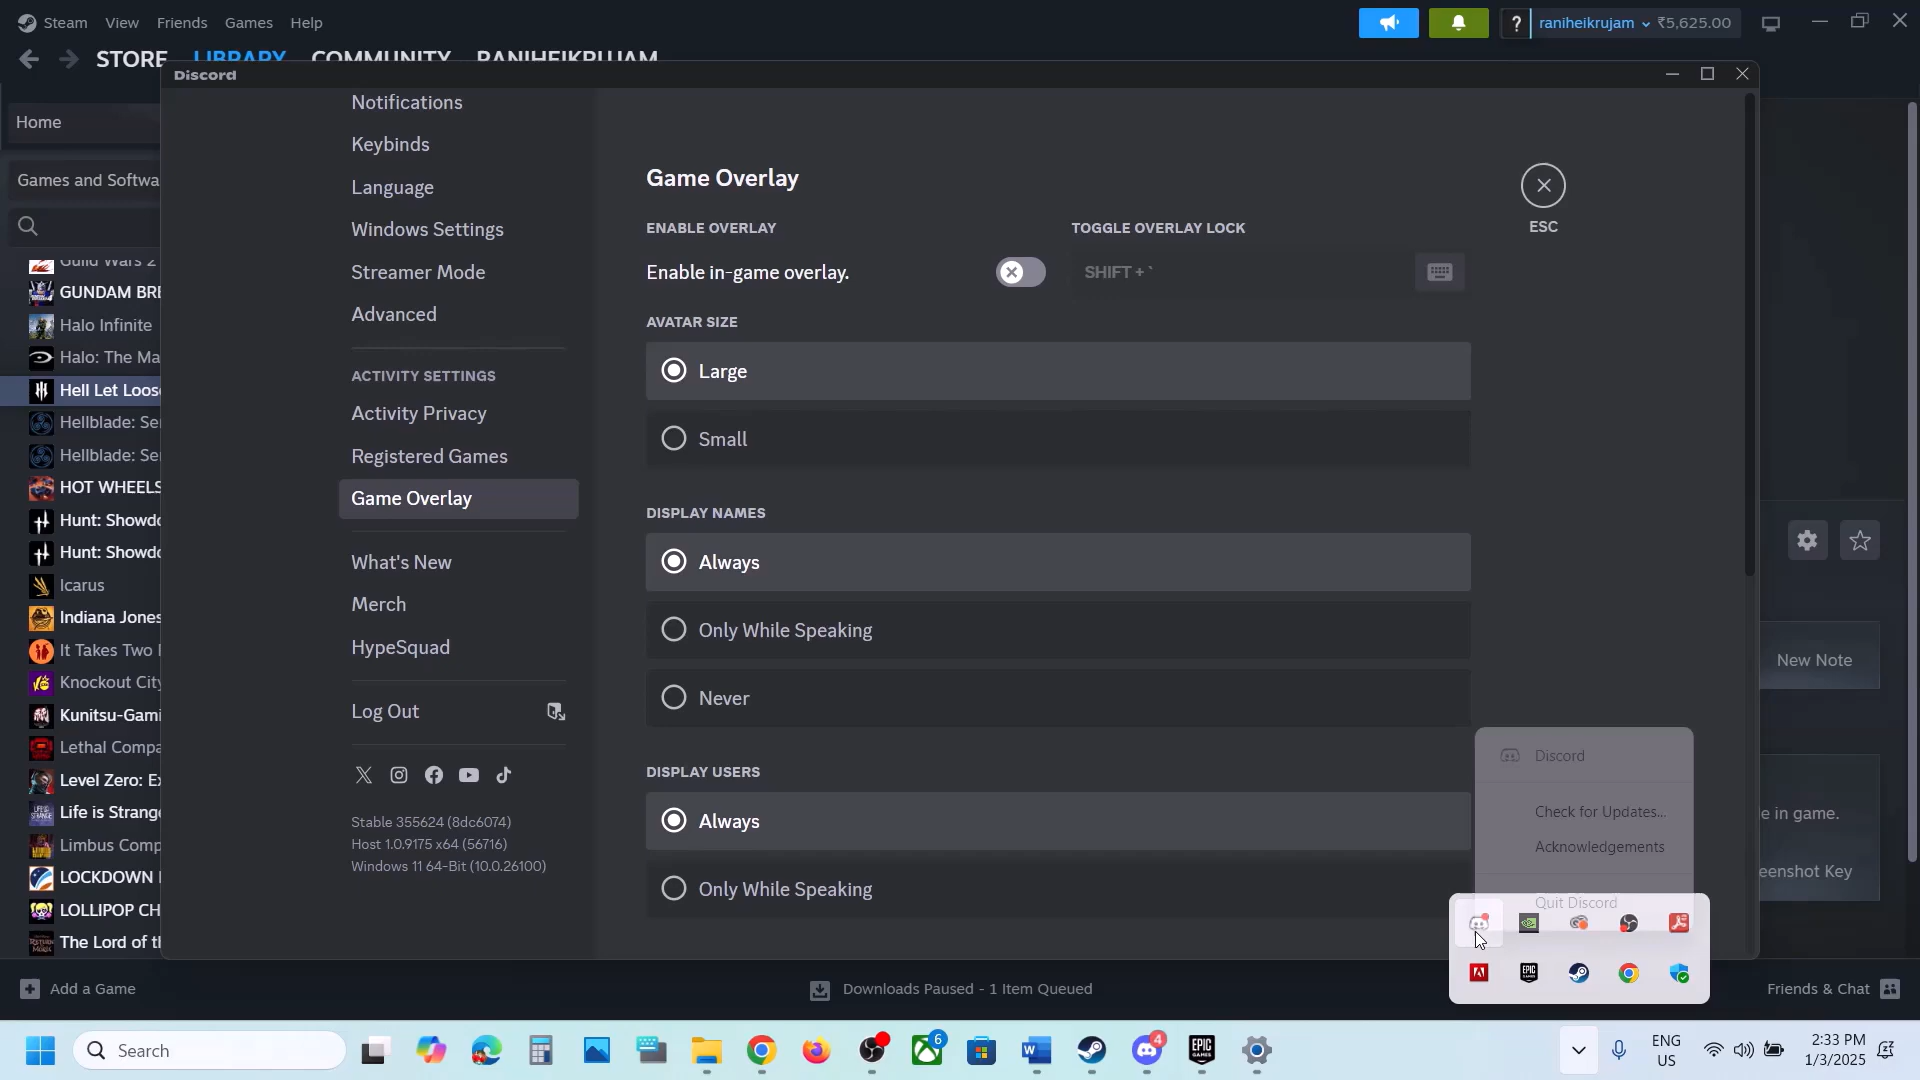 Steam View Friends Games Help
? raniheikrujam ₹5,625.00
STORE LIBRARY COMMUNITY RANIHEIKRUJAM
Discord
Home
Games and Softwa
Guild Wars 2
GUNDAM BRE
Halo Infinite
Halo: The Ma
Hell Let Loose
Hellblade: Se
Hellblade: Se
HOT WHEELS
Hunt: Showdo
Hunt: Showdo
Icarus
Indiana Jones
It Takes Two
Knockout City
Kunitsu-Gami
Lethal Compa
Level Zero: Ex
Life is Strange
Limbus Comp
LOCKDOWN
LOLLIPOP CH
The Lord of th
Notifications
Keybinds
Language
Windows Settings
Streamer Mode
Advanced
ACTIVITY SETTINGS
Activity Privacy
Registered Games
Game Overlay
What's New
Merch
HypeSquad
Log Out
Stable 355624 (8dc6074)
Host 1.0.9175 x64 (56716)
Windows 11 64-Bit (10.0.26100)
Game Overlay
ENABLE OVERLAY
Enable in-game overlay.
TOGGLE OVERLAY LOCK
SHIFT + `
ESC
AVATAR SIZE
Large
Small
DISPLAY NAMES
Always
Only While Speaking
Never
DISPLAY USERS
Always
Only While Speaking
New Note
e in game.
eenshot Key
Discord
Check for Updates...
Acknowledgements
Quit Discord
Add a Game
Downloads Paused - 1 Item Queued
Friends & Chat
Search
6
4
ENG
US
2:33 PM
1/3/2025